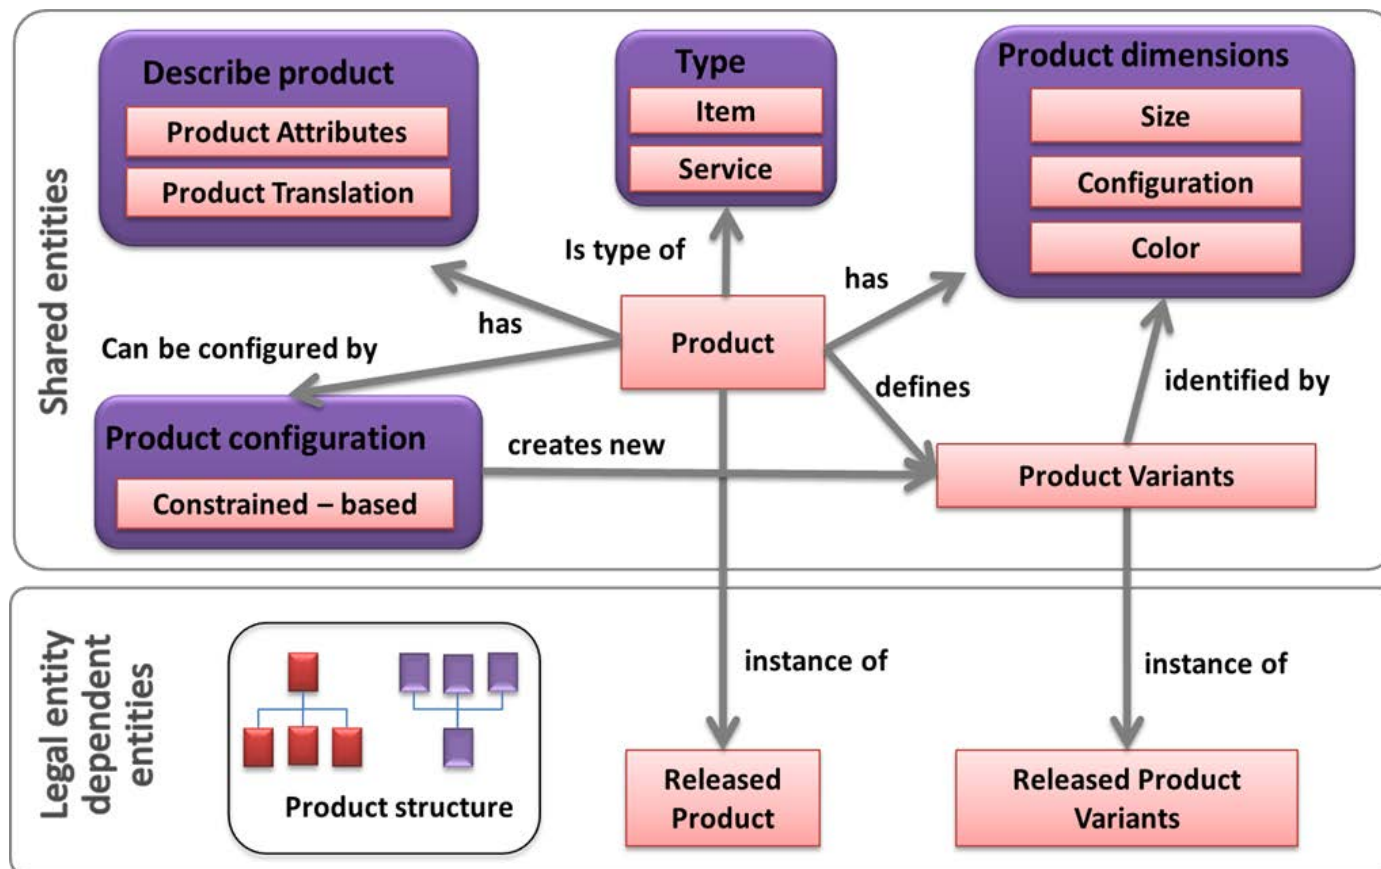 Shared entities
Describe product
Product Attributes
Product Translation
Type
Item
Service
Product dimensions
Size
Configuration
Color
Is type of
has
has
Can be configured by
Product
defines
identified by
Product configuration
Constrained – based
creates new
Product Variants
Legal entity
dependent
entities
Product structure
instance of
instance of
Released
Product
Released Product
Variants